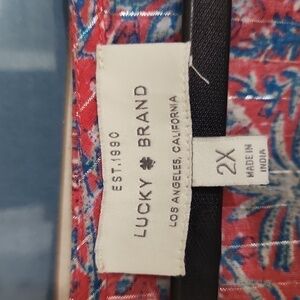 EST. 1990
LUCKY BRAND
LOS ANGELES, CALIFORNIA
2X
MADE IN
INDIA